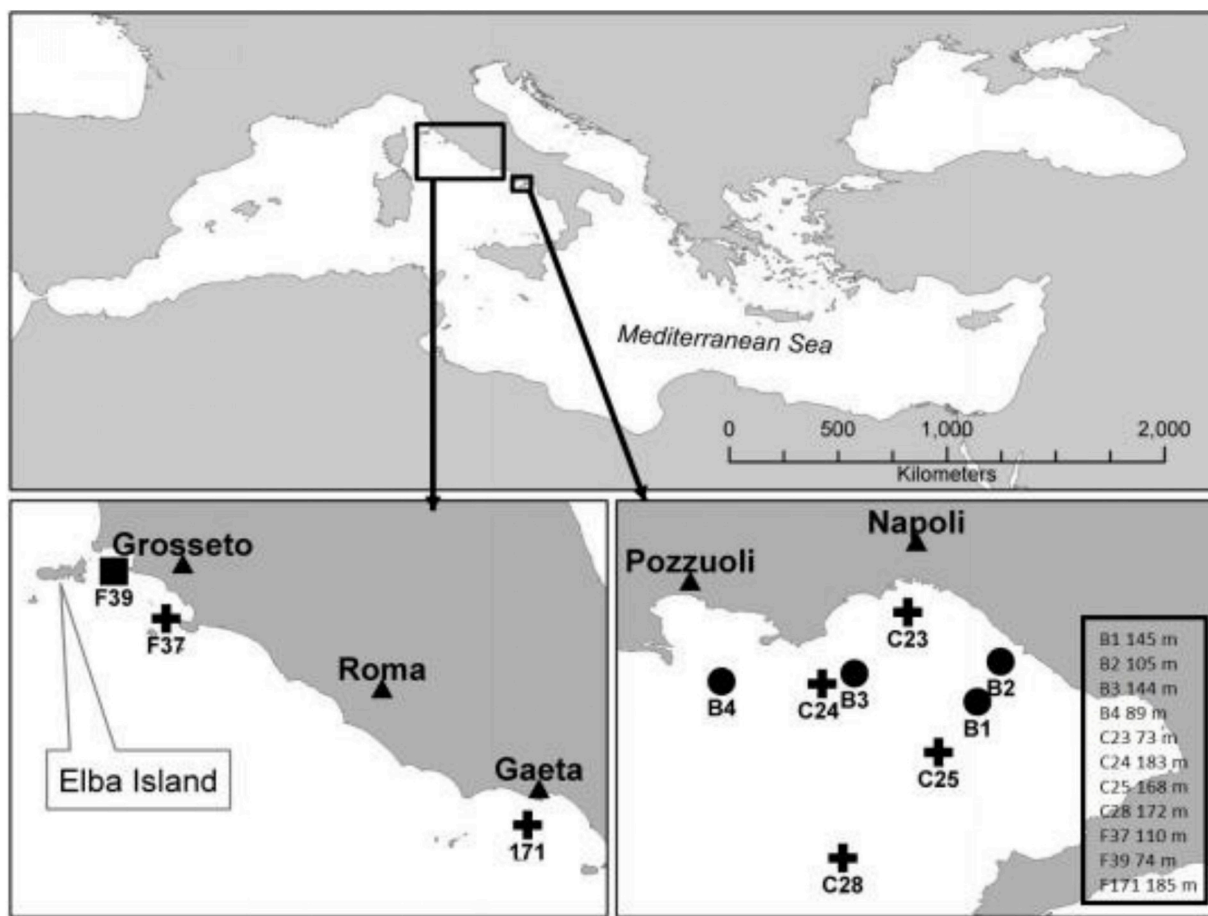 Mediterranean Sea
0 500 1,000 2,000
Kilometers
Grosseto
F39
F37
Roma
Elba Island
Gaeta
171
Napoli
Pozzuoli
C23
B4
C24
B3
B2
B1
C25
C28
B1 145 m
B2 105 m
B3 144 m
B4 89 m
C23 73 m
C24 183 m
C25 168 m
C28 172 m
F37 110 m
F39 74 m
F171 185 m